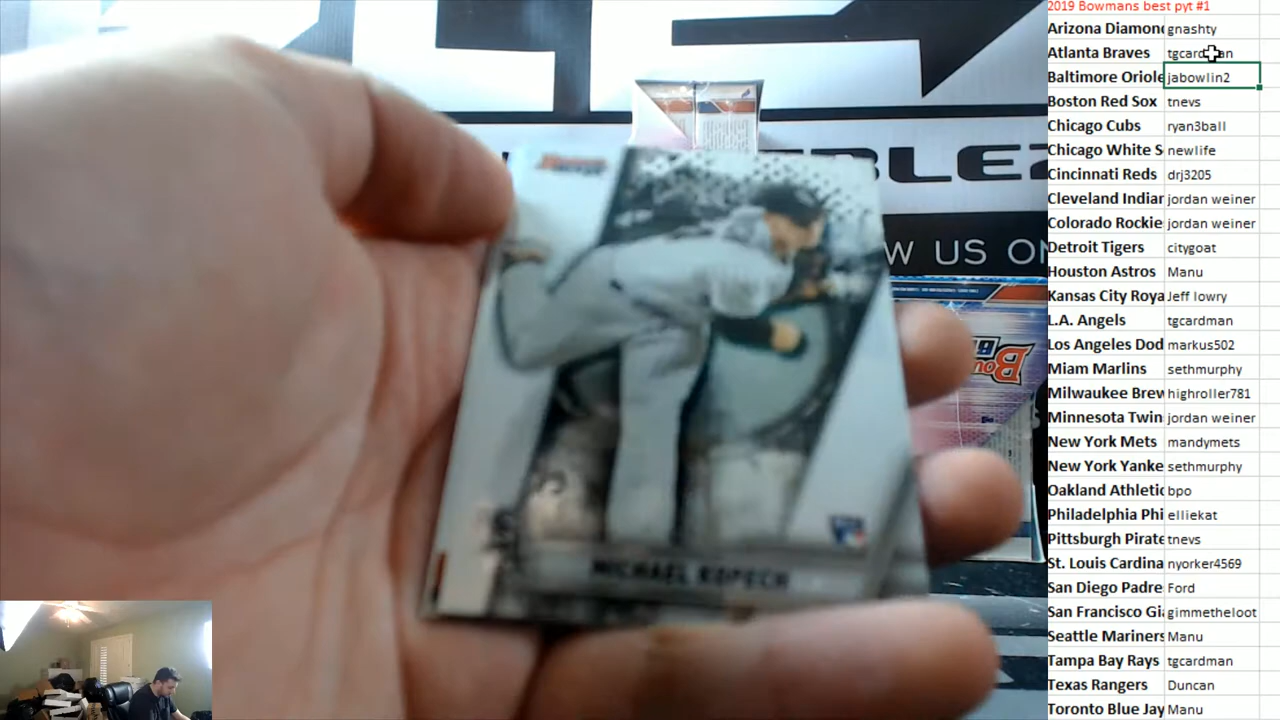 2019 Bowmans best pyt #1
Arizona Diamond gnashty
Atlanta Braves tgcardman
Baltimore Oriole jabowlin2
Boston Red Sox tnevs
Chicago Cubs ryan3ball
Chicago White S newlife
Cincinnati Reds drj3205
Cleveland Indian jordan weiner
Colorado Rockie jordan weiner
Detroit Tigers citygoat
Houston Astros Manu
Kansas City Roya Jeff lowry
L.A. Angels tgcardman
Los Angeles Dod markus502
Miam Marlins sethmurphy
Milwaukee Brew highroller781
Minnesota Twin jordan weiner
New York Mets mandymets
New York Yanke sethmurphy
Oakland Athletic bpo
Philadelphia Phi elliekat
Pittsburgh Pirate tnevs
St. Louis Cardina nyorker4569
San Diego Padre Ford
San Francisco Gia gimmetheloot
Seattle Mariners Manu
Tampa Bay Rays tgcardman
Texas Rangers Duncan
Toronto Blue Jay Manu
BLEZ
W US ON
MICHAEL KOPECH